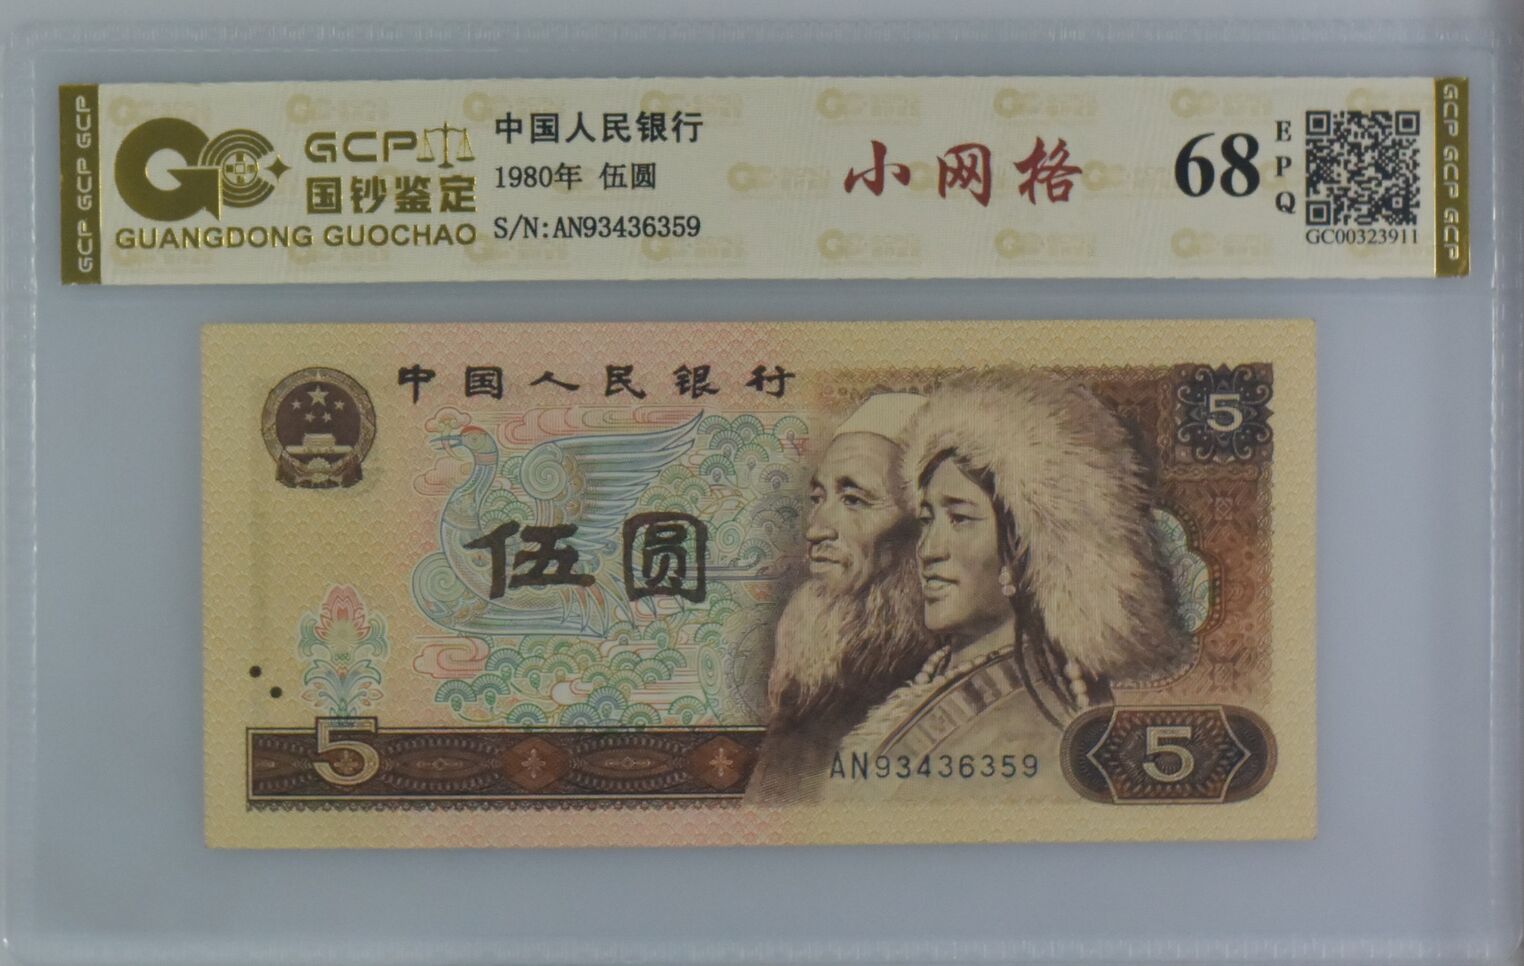 GCP
国钞鉴定
GUANGDONG GUOCHAO
中国人民银行
1980年 伍圆
S/N:AN93436359
小网格
68
EPQ
GC00323911
GCP GCP GCP
GCP GCP GCP
中国人民银行
5
伍圆
5
AN93436359
5